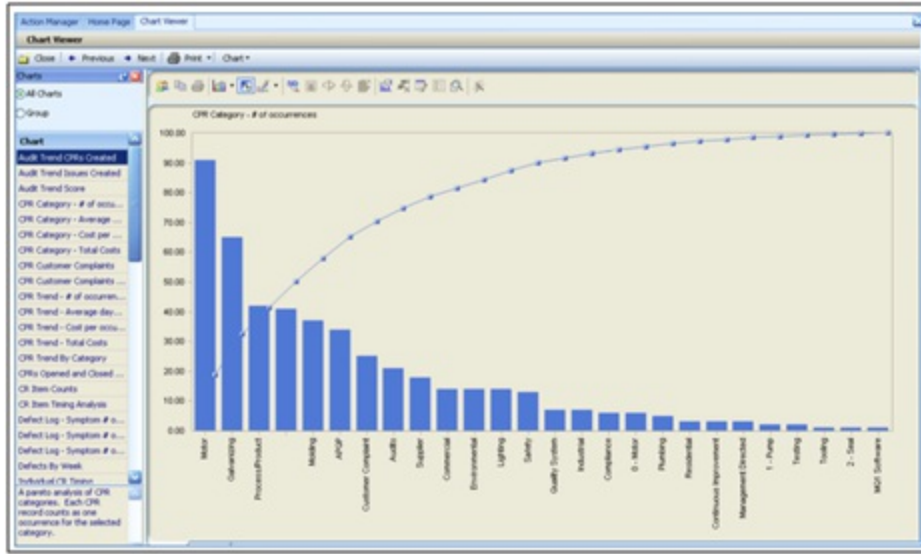 Action Manager Home Page Chart Viewer
Chart Viewer
Close Previous Next Print Chart
Charts
All Charts
Group
Chart
Audit Trend CPRs Created
Audit Trend Issues Created
Audit Trend Score
CPR Category - # of occu...
CPR Category - Average ...
CPR Category - Cost per ...
CPR Category - Total Costs
CPR Customer Complaints
CPR Customer Complaints ...
CPR Trend - # of occurren...
CPR Trend - Average day...
CPR Trend - Cost per occu...
CPR Trend - Total Costs
CPR Trend By Category
CPRs Opened and Closed ...
CR Item Counts
CR Item Timing Analysis
Defect Log - Symptom # o...
Defect Log - Symptom # o...
Defect Log - Symptom # o...
Defects By Week
Individual CR Timing
A pareto analysis of CPR
categories. Each CPR
record counts as one
occurrence for the selected
category.
CPR Category - # of occurrences
100.00
90.00
80.00
70.00
60.00
50.00
40.00
30.00
20.00
10.00
0.00
Motor
Galvanizing
Process/Product
Molding
APQP
Customer Complaint
Audits
Supplier
Commercial
Environmental
Lighting
Safety
Quality System
Industrial
Compliance
0 - Motor
Plumbing
Residential
Continuous Improvement
Management Directed
1 - Pump
Testing
Tooling
2 - Seal
MQ1 Software